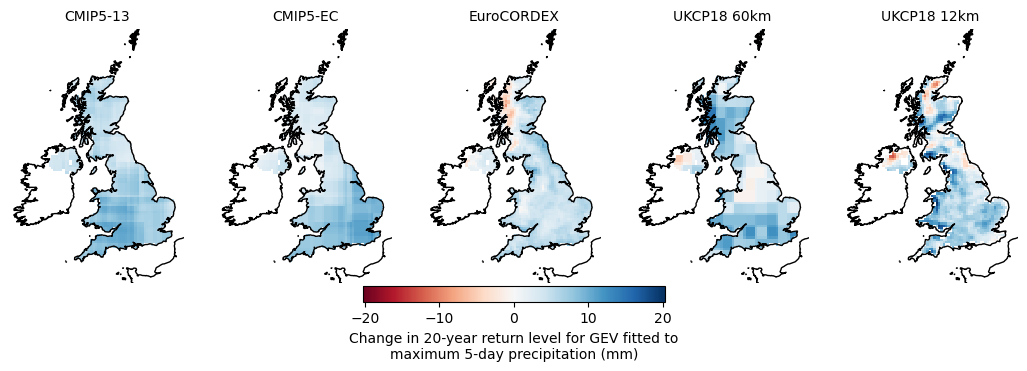 CMIP5-13
CMIP5-EC
EuroCORDEX
UKCP18 60km
UKCP18 12km
−20
−10
0
10
20
Change in 20-year return level for GEV fitted to
maximum 5-day precipitation (mm)